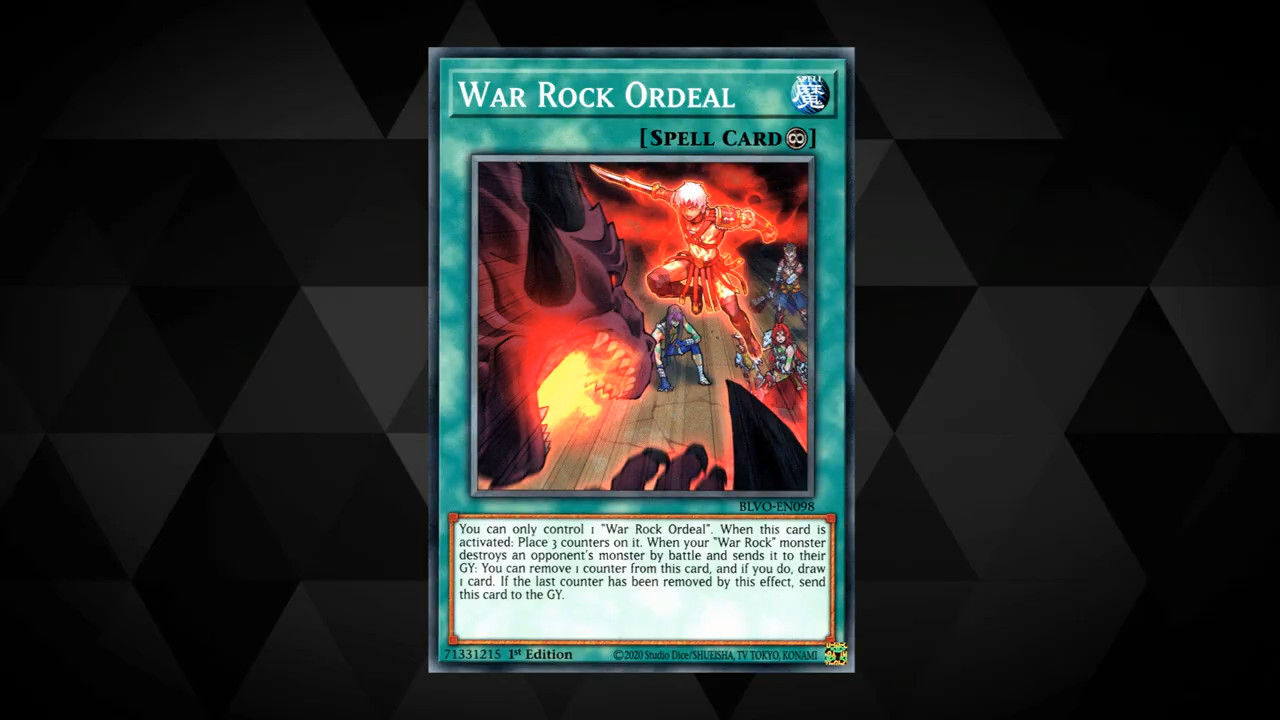 WAR ROCK ORDEAL
SPELL
魔
[SPELL CARD]
BLVO-EN098
You can only control 1 "War Rock Ordeal". When this card is
activated: Place 3 counters on it. When your "War Rock" monster
destroys an opponent's monster by battle and sends it to their
GY: You can remove 1 counter from this card, and if you do, draw
1 card. If the last counter has been removed by this effect, send
this card to the GY.
71331215 1st Edition ©2020 Studio Dice/SHUEISHA, TV TOKYO, KONAMI